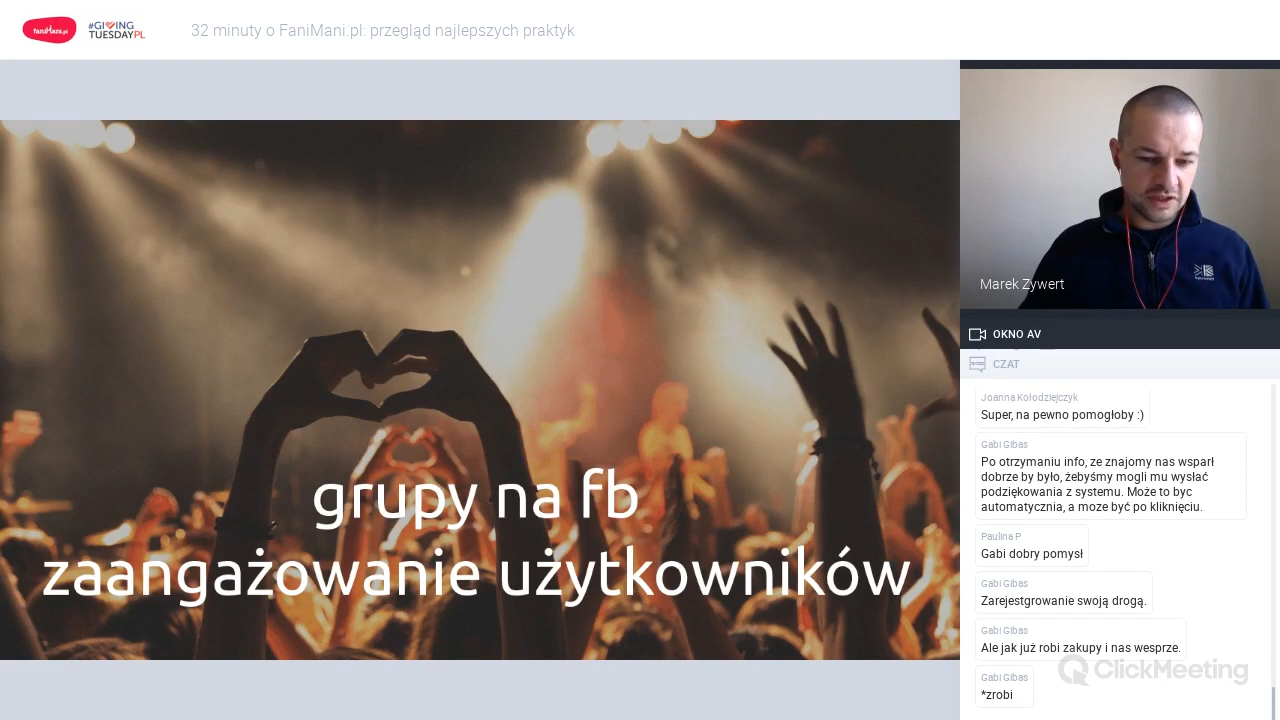 faniMani.pl
#GIVING
TUESDAYPL
32 minuty o FaniMani.pl: przegląd najlepszych praktyk
grupy na fb
zaangażowanie użytkowników
Marek Zywert
OKNO AV
CZAT
Joanna Kołodziejczyk
Super, na pewno pomogłoby :)
Gabi Gibas
Po otrzymaniu info, ze znajomy nas wsparł
dobrze by było, żebyśmy mogli mu wysłać
podziękowania z systemu. Może to byc
automatycznia, a moze być po kliknięciu.
Paulina P
Gabi dobry pomysł
Gabi Gibas
Zarejestgrowanie swoją drogą.
Gabi Gibas
Ale jak już robi zakupy i nas wesprze.
Gabi Gibas
*zrobi
ClickMeeting